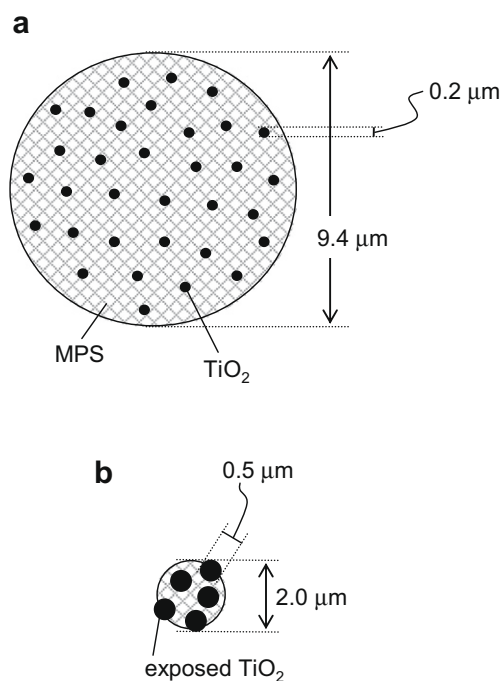 a
0.2 μm
9.4 μm
MPS
TiO₂
b
0.5 μm
2.0 μm
exposed TiO₂